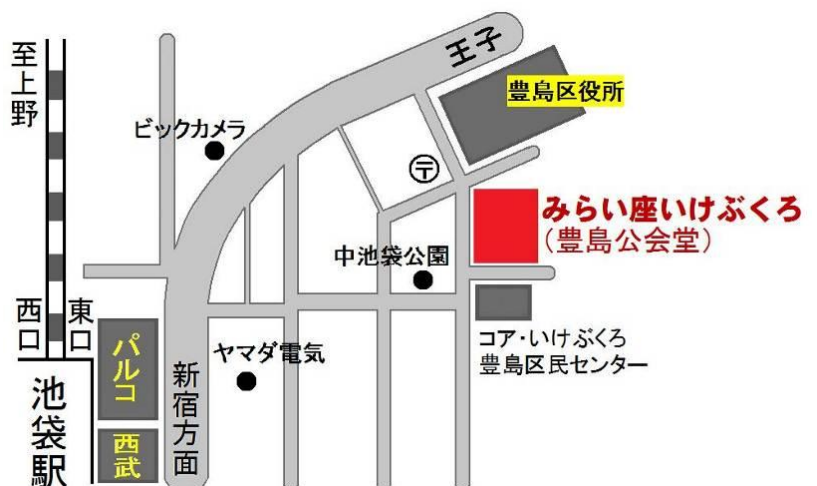 至上野
王子
豊島区役所
ビックカメラ
〒
みらい座いけぶくろ
(豊島公会堂)
中池袋公園
西口
東口
パルコ
ヤマダ電気
コア・いけぶくろ
豊島区民センター
新宿方面
池袋駅
西武